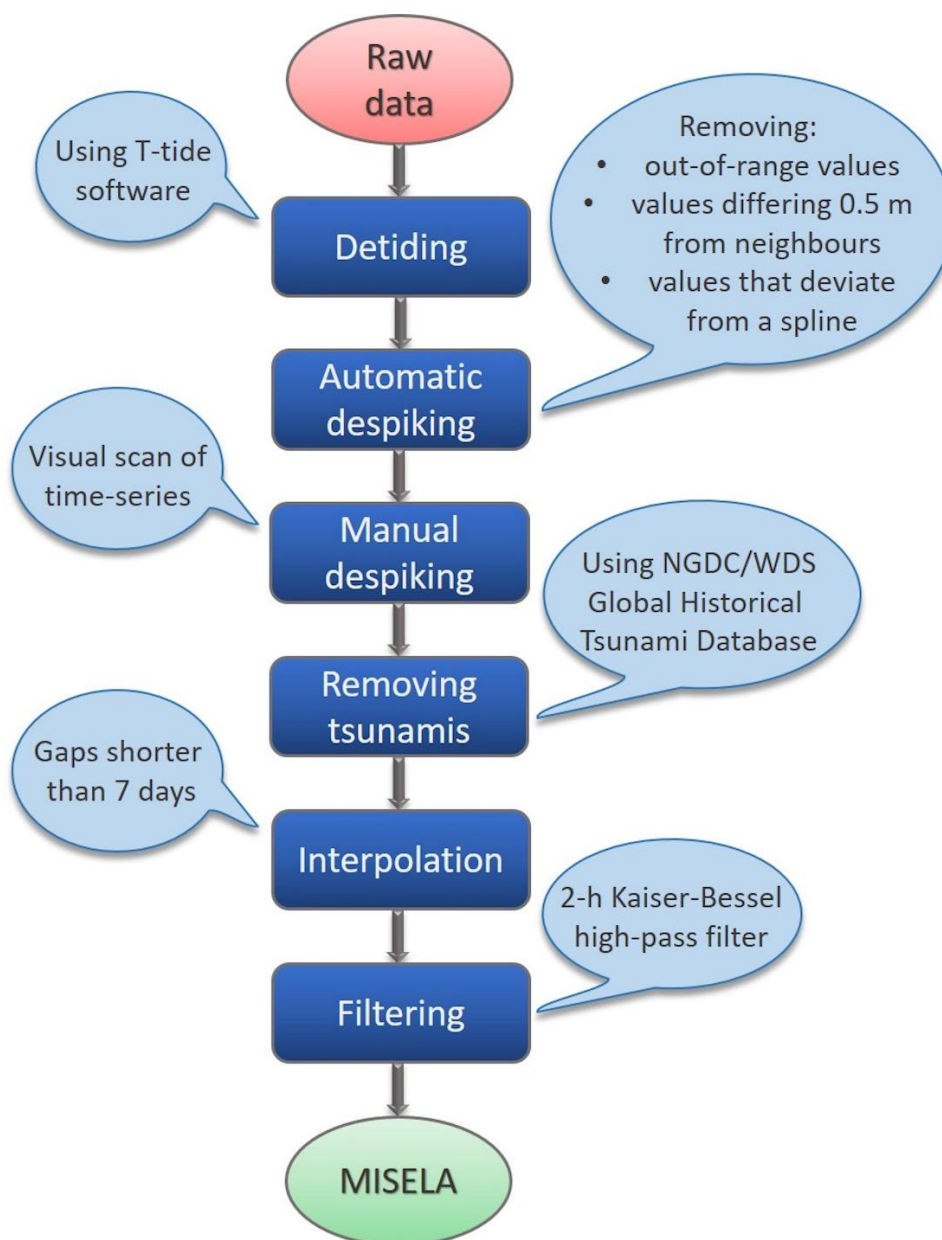 Raw
data
Using T-tide
software
Detiding
Removing:
• out-of-range values
• values differing 0.5 m
from neighbours
• values that deviate
from a spline
Automatic
despiking
Visual scan of
time-series
Manual
despiking
Using NGDC/WDS
Global Historical
Tsunami Database
Removing
tsunamis
Gaps shorter
than 7 days
Interpolation
2-h Kaiser-Bessel
high-pass filter
Filtering
MISELA